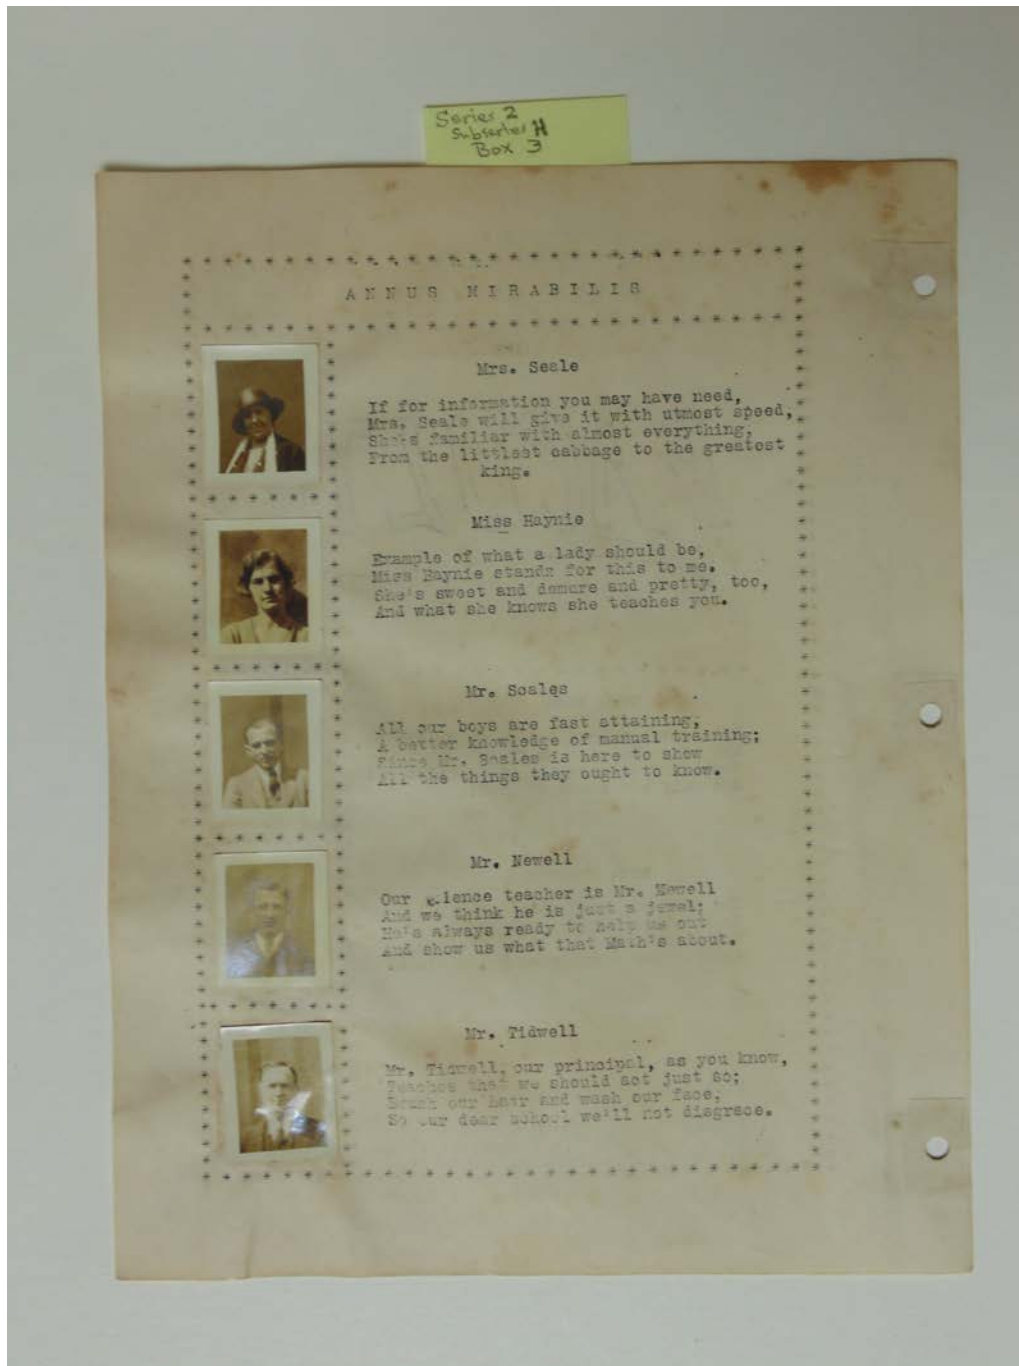 Series 2
Subseries H
Box 3
ANNUS MIRABILIS
Mrs. Seale
If for information you may have need,
Mrs. Seale will give it with utmost speed,
She's familiar with almost everything,
From the littlest cabbage to the greatest
king.
Miss Haynie
Example of what a lady should be,
Miss Haynie stands for this to me.
She's sweet and demure and pretty, too,
And what she knows she teaches you.
Mr. Scales
All our boys are fast attaining,
A better knowledge of manual training;
Since Mr. Scales is here to show
All the things they ought to know.
Mr. Newell
Our science teacher is Mr. Newell
And we think he is just a jewel;
He's always ready to help us out
And show us what that Math's about.
Mr. Tidwell
Mr. Tidwell, our principal, as you know,
Teaches that we should act just so;
Brush our hair and wash our face,
So our dear school we'll not disgrace.